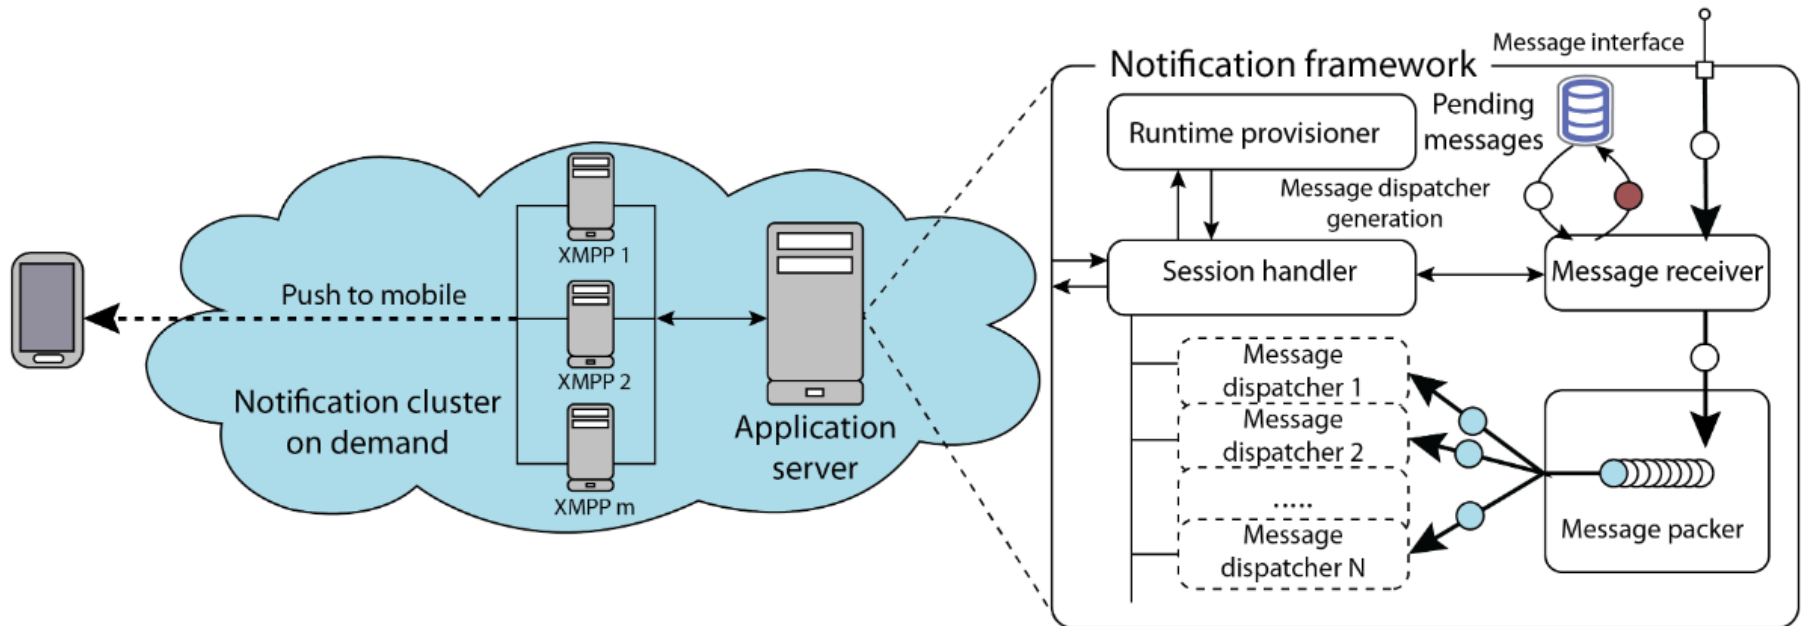 Push to mobile
Notification cluster
on demand
XMPP 1
XMPP 2
XMPP m
Application
server
Notification framework
Message interface
Runtime provisioner
Pending
messages
Message dispatcher
generation
Session handler
Message receiver
Message
dispatcher 1
Message
dispatcher 2
.....
Message
dispatcher N
Message packer